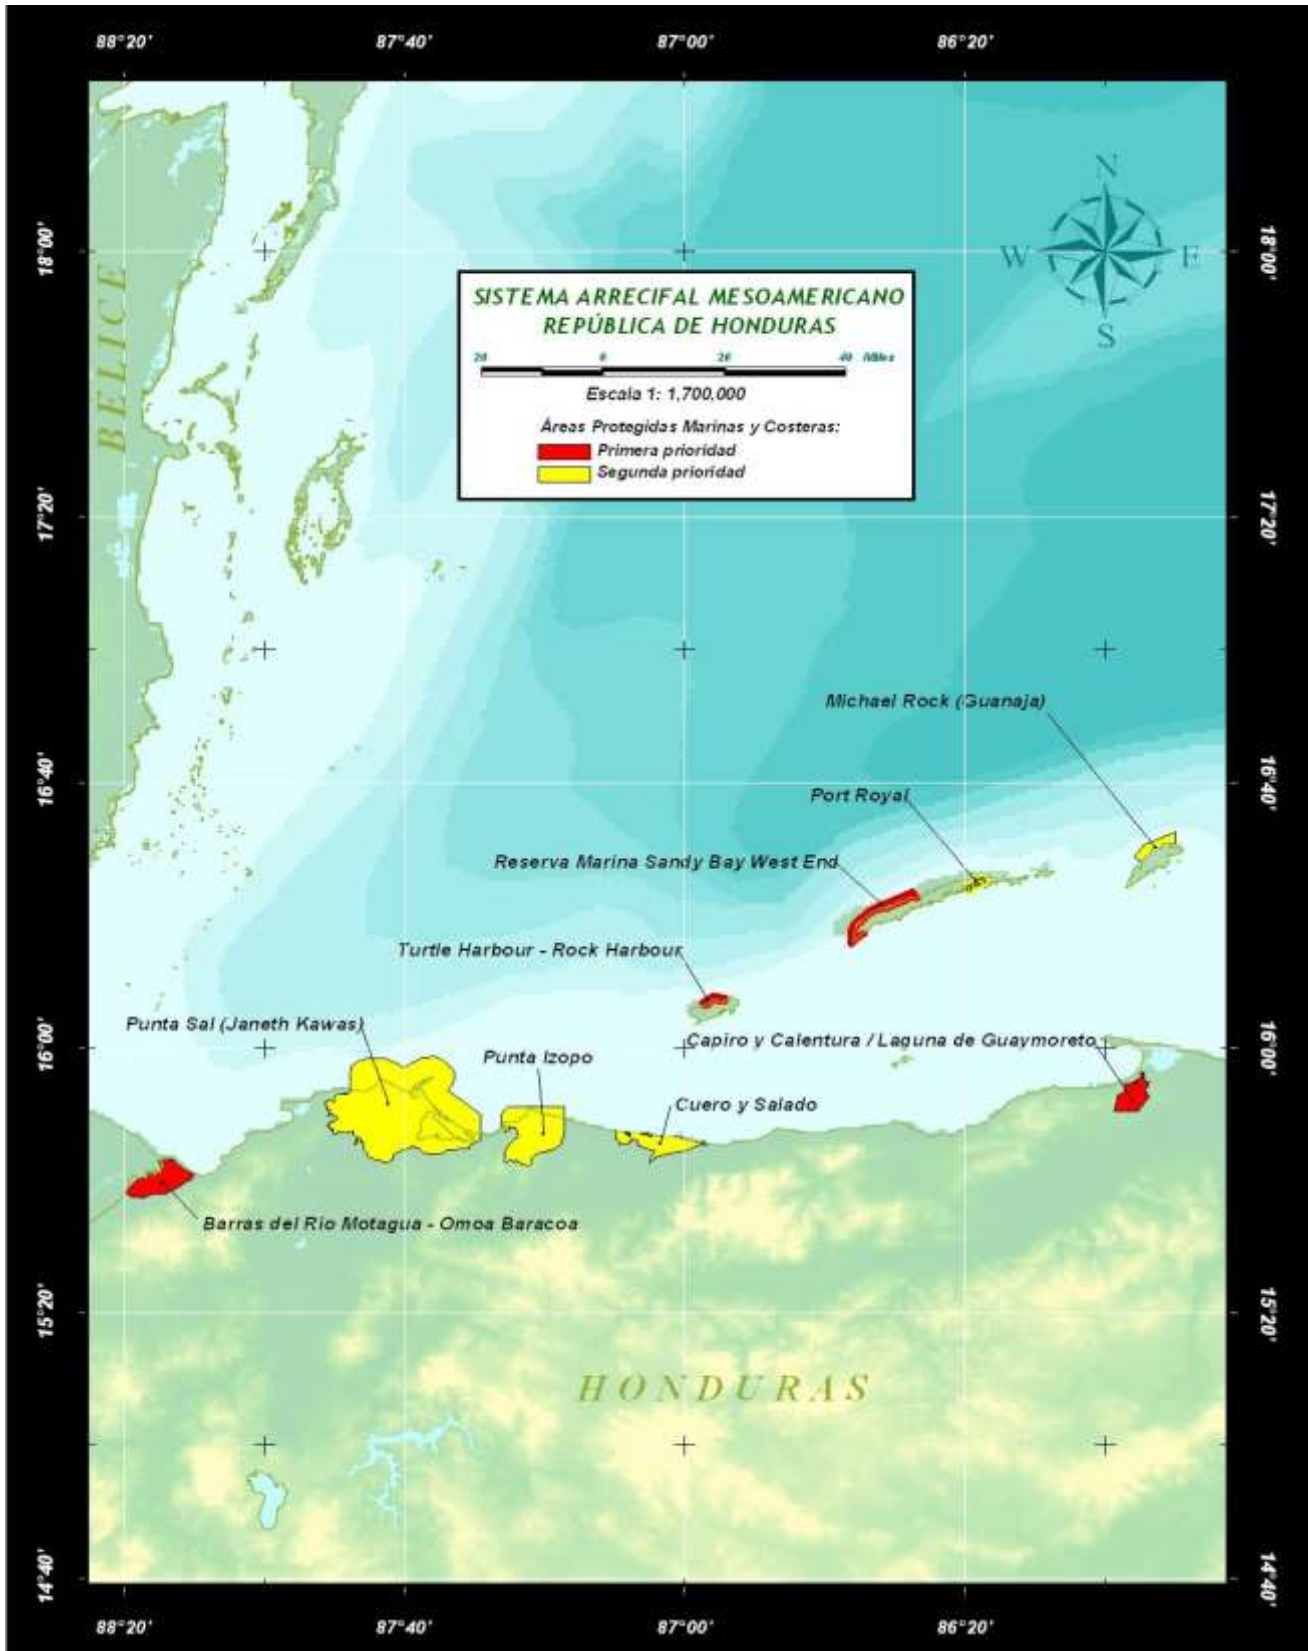 88°20' 87°40' 87°00' 86°20'
N
W E
S
18°00' 18°00'
BELICE
SISTEMA ARRECIFAL MESOAMERICANO
REPÚBLICA DE HONDURAS
20 0 20 40 Miles
Escala 1: 1,700,000
Áreas Protegidas Marinas y Costeras:
Primera prioridad
Segunda prioridad
17°20' 17°20'
Michael Rock (Guanaja)
16°40' 16°40'
Port Royal
Reserva Marina Sandy Bay West End
Turtle Harbour - Rock Harbour
Punta Sal (Janeth Kawas)
Capiro y Calentura / Laguna de Guaymoreto
16°00' 16°00'
Punta Izopo
Cuero y Salado
Barras del Rio Motagua - Omoa Baracoa
15°20' 15°20'
HONDURAS
14°40' 14°40'
88°20' 87°40' 87°00' 86°20'